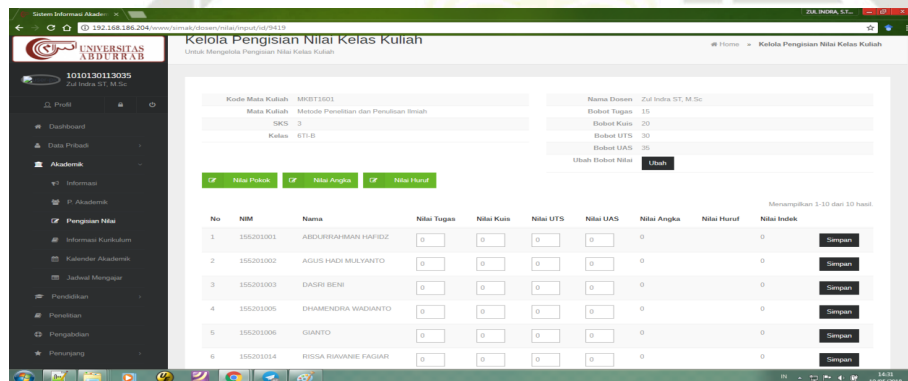 Sistem Informasi Akadem
ZUL INDRA, S.T...
192.168.186.204/www/simak/dosen/nilai/input/id/9419
UNIVERSITAS
ABDURRAB
Kelola Pengisian Nilai Kelas Kuliah
Untuk Mengelola Pengisian Nilai Kelas Kuliah
Home » Kelola Pengisian Nilai Kelas Kuliah
1010130113035
Zul Indra ST, M.Sc
Profil
Dashboard
Data Pribadi
Akademik
Informasi
P. Akademik
Pengisian Nilai
Informasi Kurikulum
Kalender Akademik
Jadwal Mengajar
Pendidikan
Penelitian
Pengabdian
Penunjang
Kode Mata Kuliah MKBT1601
Mata Kuliah Metode Penelitian dan Penulisan Ilmiah
SKS 3
Kelas 6TI-B
Nama Dosen Zul Indra ST, M.Sc
Bobot Tugas 15
Bobot Kuis 20
Bobot UTS 30
Bobot UAS 35
Ubah Bobot Nilai Ubah
Nilai Pokok Nilai Angka Nilai Huruf
Menampilkan 1-10 dari 10 hasil.
No NIM Nama Nilai Tugas Nilai Kuis Nilai UTS Nilai UAS Nilai Angka Nilai Huruf Nilai Indek
1 155201001 ABDURRAHMAN HAFIDZ 0 0 0 0 0 0 Simpan
2 155201002 AGUS HADI MULYANTO 0 0 0 0 0 0 Simpan
3 155201003 DASRI BENI 0 0 0 0 0 0 Simpan
4 155201005 DHAMENDRA WADIANTO 0 0 0 0 0 0 Simpan
5 155201006 GIANTO 0 0 0 0 0 0 Simpan
6 155201014 RISSA RIAVANIE FAGIAR 0 0 0 0 0 0 Simpan
IN
14:31